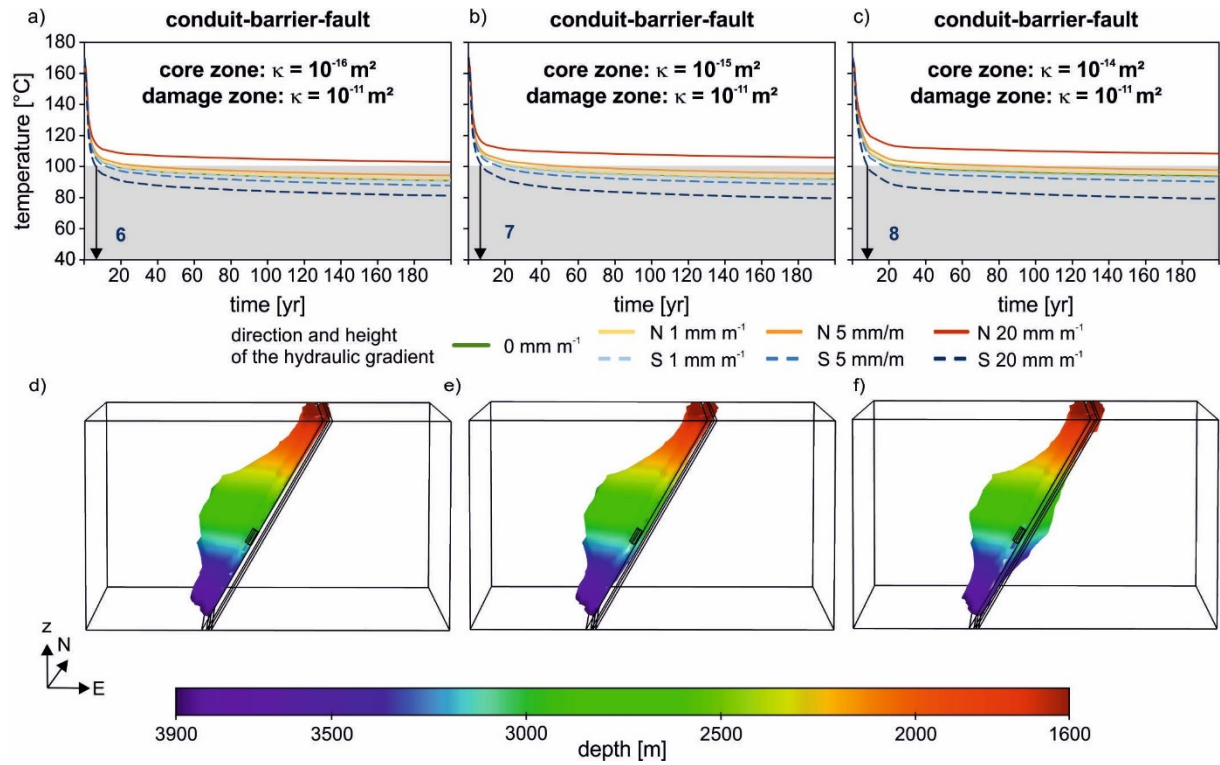 a) conduit-barrier-fault
b) conduit-barrier-fault
c) conduit-barrier-fault
temperature [°C]
180
160
140
120
100
80
60
40
core zone: κ = 10⁻¹⁶ m²
damage zone: κ = 10⁻¹¹ m²
6
20 40 60 80 100 120 140 160 180
time [yr]
core zone: κ = 10⁻¹⁵ m²
damage zone: κ = 10⁻¹¹ m²
7
20 40 60 80 100 120 140 160 180
time [yr]
core zone: κ = 10⁻¹⁴ m²
damage zone: κ = 10⁻¹¹ m²
8
20 40 60 80 100 120 140 160 180
time [yr]
direction and height
of the hydraulic gradient
0 mm m⁻¹
N 1 mm m⁻¹
N 5 mm/m
N 20 mm m⁻¹
S 1 mm m⁻¹
S 5 mm/m
S 20 mm m⁻¹
d)
e)
f)
z
N
E
3900 3500 3000 2500 2000 1600
depth [m]